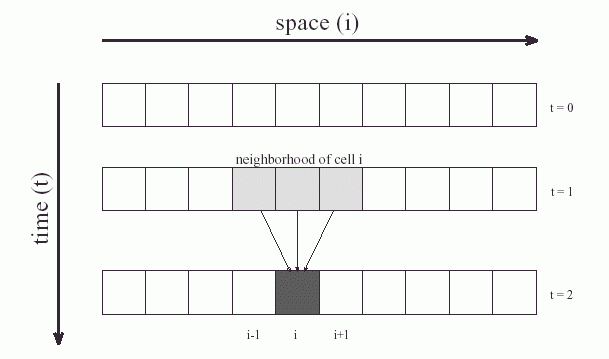 space (i)
t = 0
neighborhood of cell i
time (t)
t = 1
t = 2
i-1
i
i+1